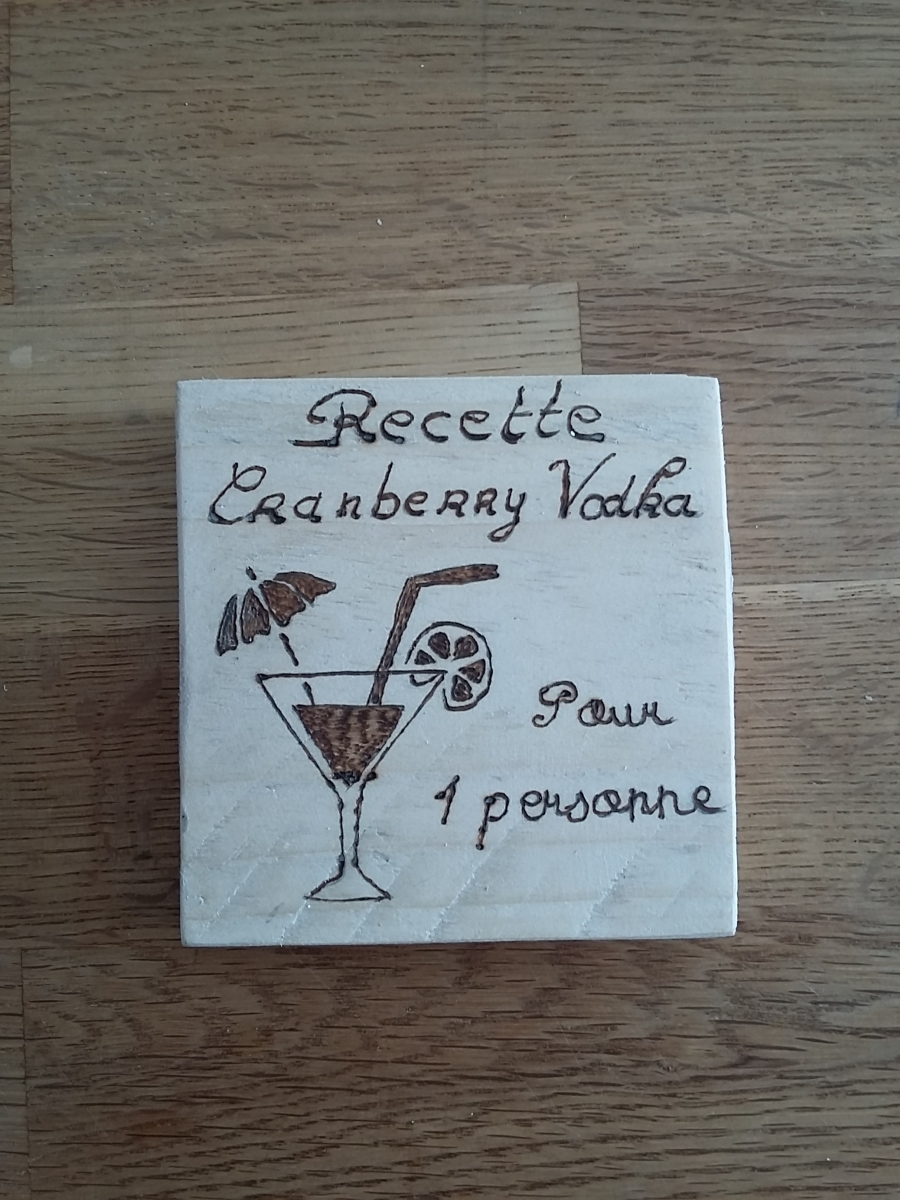 Recette
Cranberry Vodka
Pour
1 personne